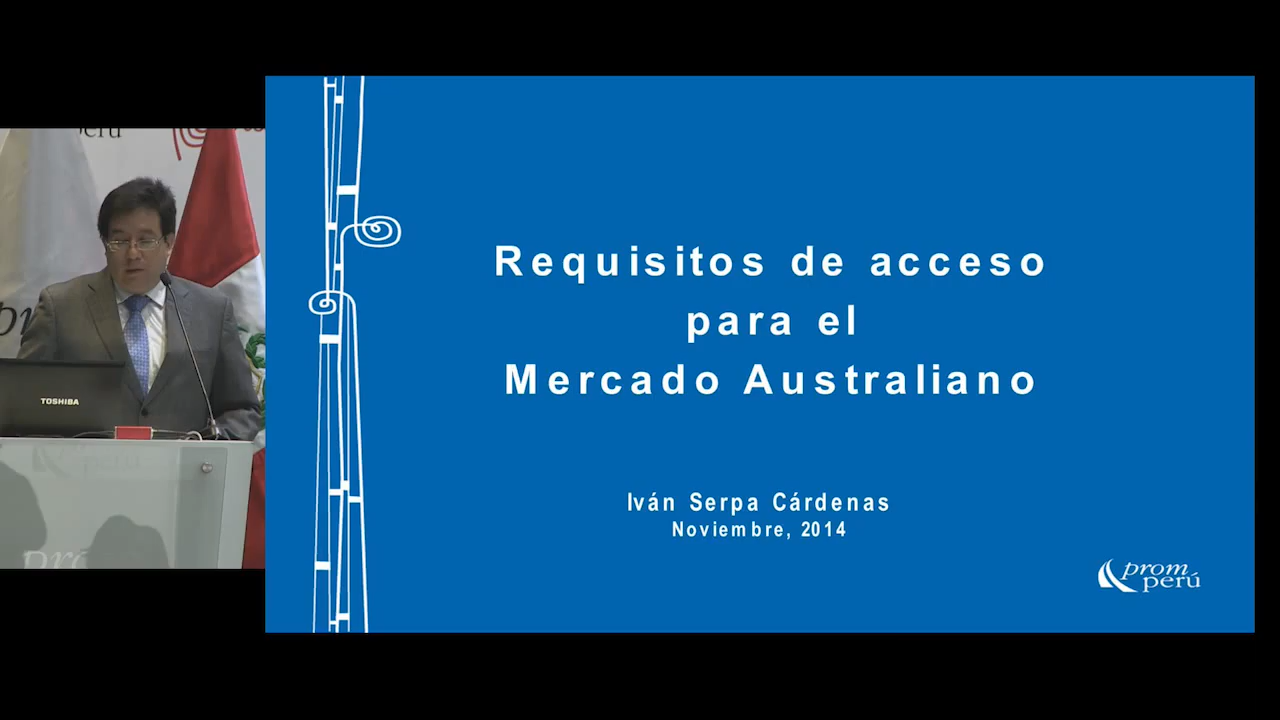 Requisitos de acceso
para el
Mercado Australiano
Iván Serpa Cárdenas
Noviembre, 2014
prom
perú
TOSHIBA